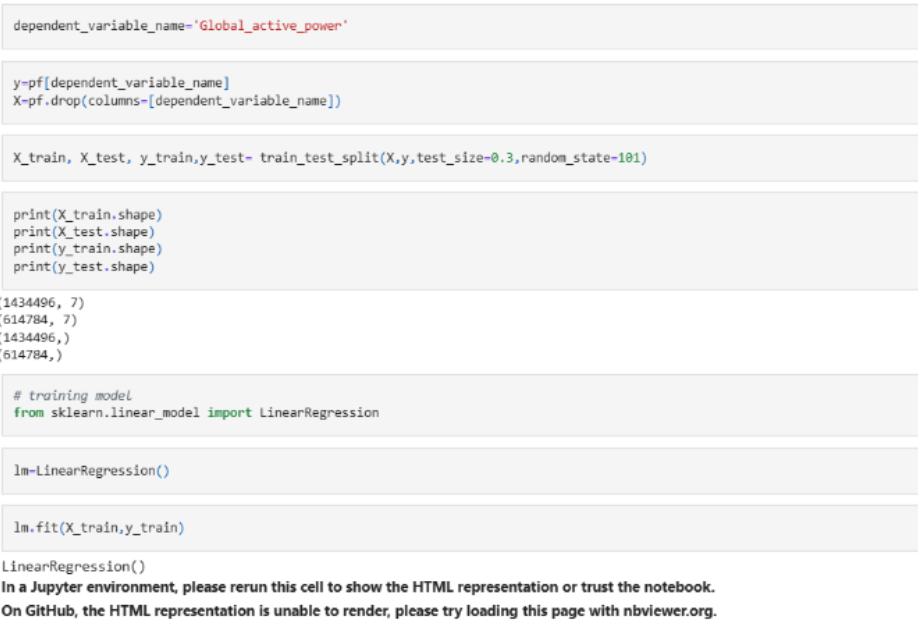 dependent_variable_name='Global_active_power'
y=pf[dependent_variable_name]
X=pf.drop(columns=[dependent_variable_name])
X_train, X_test, y_train,y_test= train_test_split(X,y,test_size=0.3,random_state=101)
print(X_train.shape)
print(X_test.shape)
print(y_train.shape)
print(y_test.shape)
(1434496, 7)
(614784, 7)
(1434496,)
(614784,)
# training model
from sklearn.linear_model import LinearRegression
lm=LinearRegression()
lm.fit(X_train,y_train)
LinearRegression()
In a Jupyter environment, please rerun this cell to show the HTML representation or trust the notebook.
On GitHub, the HTML representation is unable to render, please try loading this page with nbviewer.org.